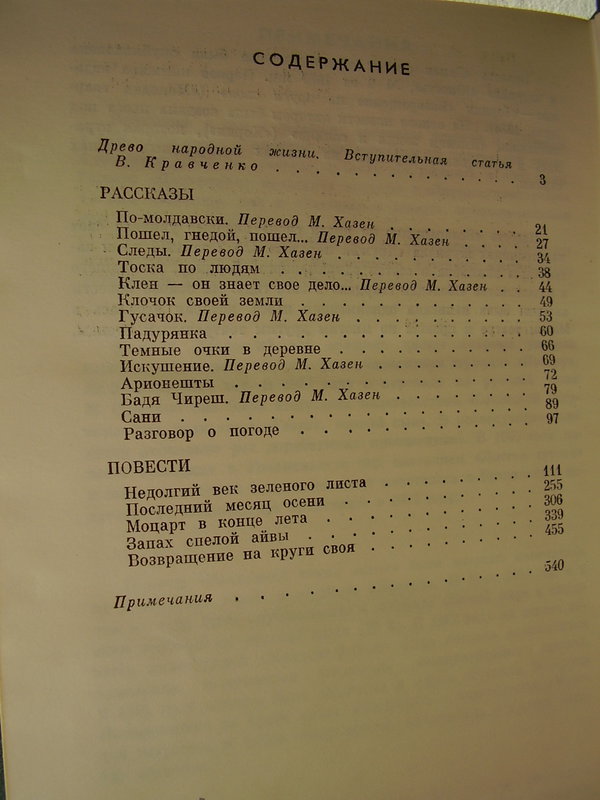 СОДЕРЖАНИЕ
Древо народной жизни. Вступительная статья
В. Кравченко . . . . . . . . . . . . . . 3
РАССКАЗЫ
По-молдавски. Перевод М. Хазен . . . . . . . 21
Пошел, гнедой, пошел... Перевод М. Хазен . . . . 27
Следы. Перевод М. Хазен . . . . . . . . . . 34
Тоска по людям . . . . . . . . . . . . . 38
Клен — он знает свое дело... Перевод М. Хазен . . 44
Клочок своей земли . . . . . . . . . . . 49
Гусачок. Перевод М. Хазен . . . . . . . . . 53
Падурянка . . . . . . . . . . . . . . . 60
Темные очки в деревне . . . . . . . . . . 66
Искушение. Перевод М. Хазен . . . . . . . . 69
Арионешты . . . . . . . . . . . . . . . 72
Бадя Чиреш. Перевод М. Хазен . . . . . . . . 79
Сани . . . . . . . . . . . . . . . . . 89
Разговор о погоде . . . . . . . . . . . . 97
ПОВЕСТИ
Недолгий век зеленого листа . . . . . . . . 111
Последний месяц осени . . . . . . . . . . 255
Моцарт в конце лета . . . . . . . . . . . 306
Запах спелой айвы . . . . . . . . . . . . 339
Возвращение на круги своя . . . . . . . . . 455
Примечания . . . . . . . . . . . . . . 540